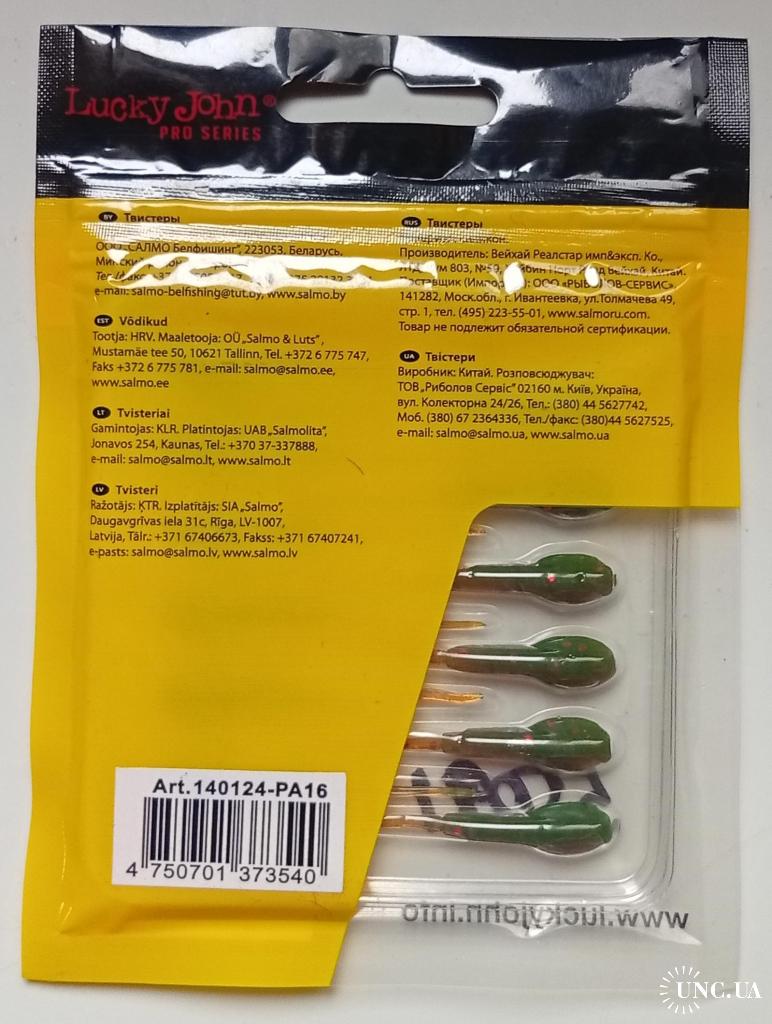 Lucky John®
PRO SERIES
BY Твистеры
ООО "САЛМО Белфишинг", 223053. Беларусь.
e-mail: salmo-belfishing@tut.by, www.salmo.by
EST Võdikud
Tootja: HRV. Maaletooja: OÜ „Salmo & Luts",
Mustamäe tee 50, 10621 Tallinn, Tel. +372 6 775 747,
Faks +372 6 775 781, e-mail: salmo@salmo.ee,
www.salmo.ee
LT Tvisteriai
Gamintojas: KLR. Platintojas: UAB „Salmolita",
Jonavos 254, Kaunas, Tel.: +370 37-337888,
e-mail: salmo@salmo.lt, www.salmo.lt
LV Tvisteri
Ražotājs: ĶTR. Izplatītājs: SIA „Salmo",
Daugavgrīvas iela 31c, Rīga, LV-1007,
Latvija, Tālr.: +371 67406673, Fakss: +371 67407241,
e-pasts: salmo@salmo.lv, www.salmo.lv
RUS Твистеры
Производитель: Вейхай Реалстар имп&эксп. Ко.,
803, Вейхай. Китай.
ООО
141282, Моск.обл., г. Ивантеевка, ул.Толмачева 49,
стр. 1, тел. (495) 223-55-01, www.salmoru.com.
Товар не подлежит обязательной сертификации.
UA Твістери
Виробник: Китай. Розповсюджувач:
ТОВ „Риболов Сервіс" 02160 м. Київ, Україна,
вул. Колекторна 24/26, Тел.: (380) 44 5627742,
Моб. (380) 67 2364336, Тел./факс: (380)44 5627525,
e-mail: salmo@salmo.ua, www.salmo.ua
Art.140124-PA16
4 750701 373540
www.luckyjohn.info
UNC.UA